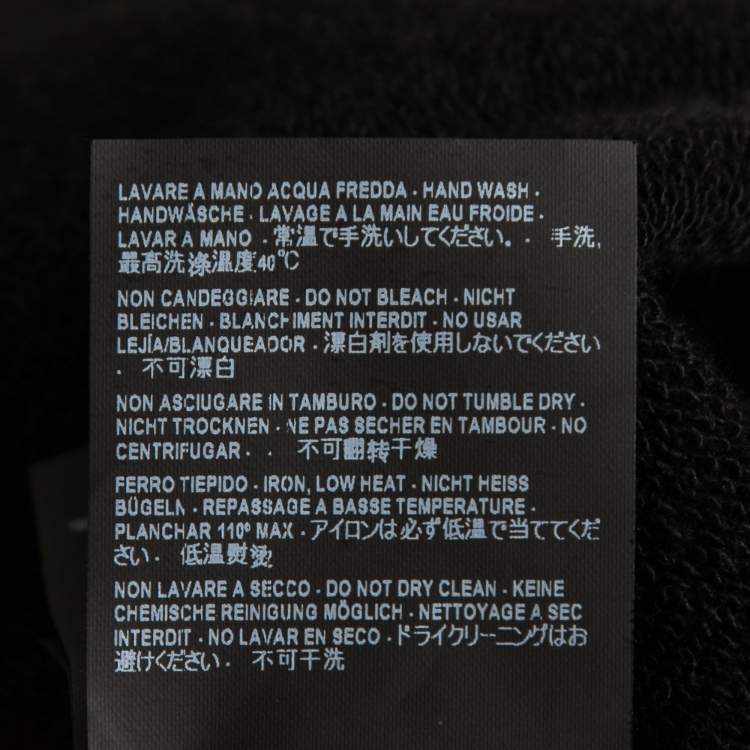 LAVARE A MANO ACQUA FREDDA · HAND WASH ·
HANDWÄSCHE · LAVAGE A LA MAIN EAU FROIDE ·
LAVAR A MANO · 常温で手洗いしてください。· 手洗,
最高洗涤温度40℃
NON CANDEGGIARE · DO NOT BLEACH · NICHT
BLEICHEN · BLANCHIMENT INTERDIT · NO USAR
LEJÍA/BLANQUEADOR · 漂白剤を使用しないでください
· 不可漂白
NON ASCIUGARE IN TAMBURO · DO NOT TUMBLE DRY ·
NICHT TROCKNEN · NE PAS SECHER EN TAMBOUR · NO
CENTRIFUGAR · · 不可翻转干燥
FERRO TIEPIDO · IRON, LOW HEAT · NICHT HEISS
BÜGELN · REPASSAGE A BASSE TEMPERATURE ·
PLANCHAR 110º MAX · アイロンは必ず低温で当ててくだ
さい · 低温熨烫
NON LAVARE A SECCO · DO NOT DRY CLEAN · KEINE
CHEMISCHE REINIGUNG MÖGLICH · NETTOYAGE A SEC
INTERDIT · NO LAVAR EN SECO · ドライクリーニングはお
避けください · 不可干洗